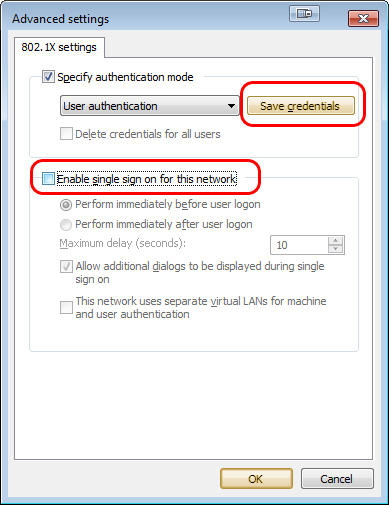 Advanced settings
802.1X settings
Specify authentication mode
User authentication
Save credentials
Delete credentials for all users
Enable single sign on for this network
Perform immediately before user logon
Perform immediately after user logon
Maximum delay (seconds):
10
Allow additional dialogs to be displayed during single
sign on
This network uses separate virtual LANs for machine
and user authentication
OK
Cancel